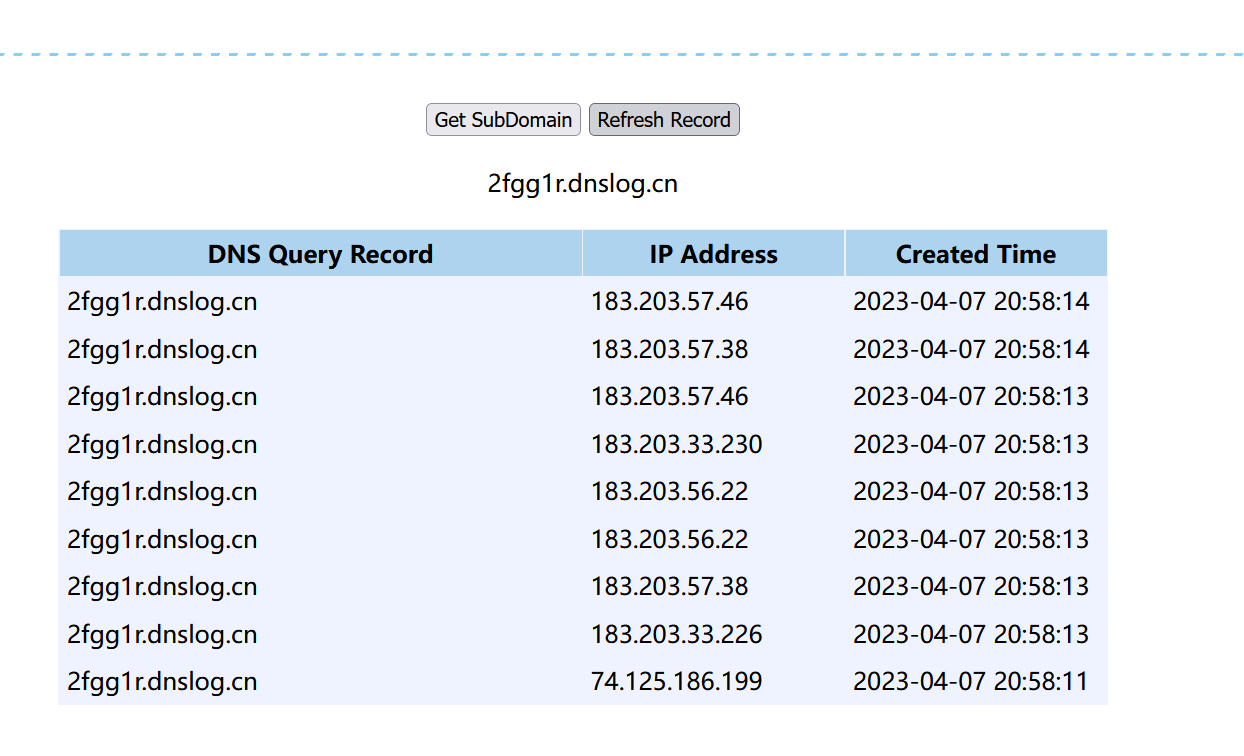 Get SubDomain Refresh Record
2fgg1r.dnslog.cn
DNS Query Record IP Address Created Time
2fgg1r.dnslog.cn 183.203.57.46 2023-04-07 20:58:14
2fgg1r.dnslog.cn 183.203.57.38 2023-04-07 20:58:14
2fgg1r.dnslog.cn 183.203.57.46 2023-04-07 20:58:13
2fgg1r.dnslog.cn 183.203.33.230 2023-04-07 20:58:13
2fgg1r.dnslog.cn 183.203.56.22 2023-04-07 20:58:13
2fgg1r.dnslog.cn 183.203.56.22 2023-04-07 20:58:13
2fgg1r.dnslog.cn 183.203.57.38 2023-04-07 20:58:13
2fgg1r.dnslog.cn 183.203.33.226 2023-04-07 20:58:13
2fgg1r.dnslog.cn 74.125.186.199 2023-04-07 20:58:11